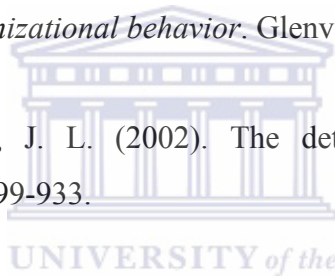 nizational behavior. Glenv
, J. L. (2002). The det
99-933.
UNIVERSITY of the